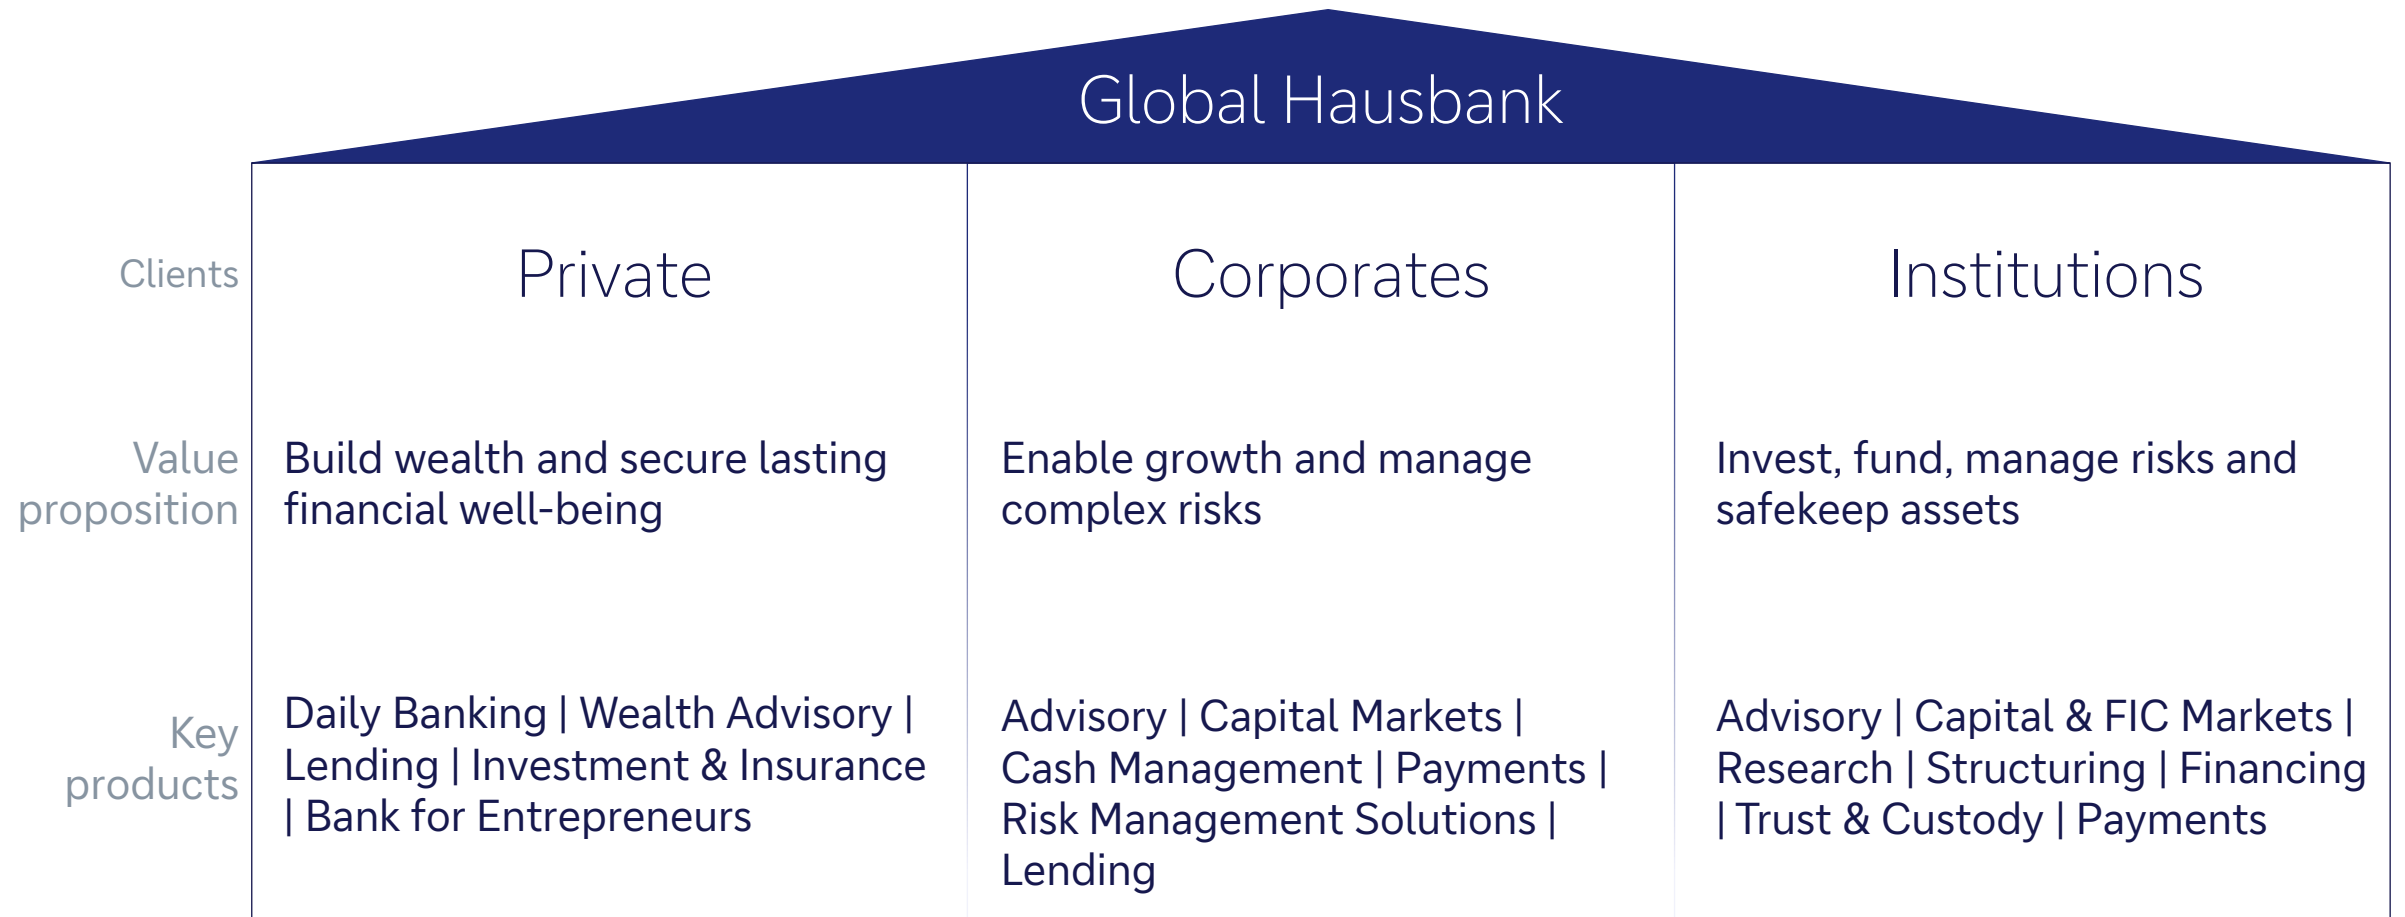 Global Hausbank
Clients
Private
Corporates
Institutions
Value
proposition
Build wealth and secure lasting
financial well-being
Enable growth and manage
complex risks
Invest, fund, manage risks and
safekeep assets
Key
products
Daily Banking | Wealth Advisory |
Lending | Investment & Insurance
| Bank for Entrepreneurs
Advisory | Capital Markets |
Cash Management | Payments |
Risk Management Solutions |
Lending
Advisory | Capital & FIC Markets |
Research | Structuring | Financing
| Trust & Custody | Payments